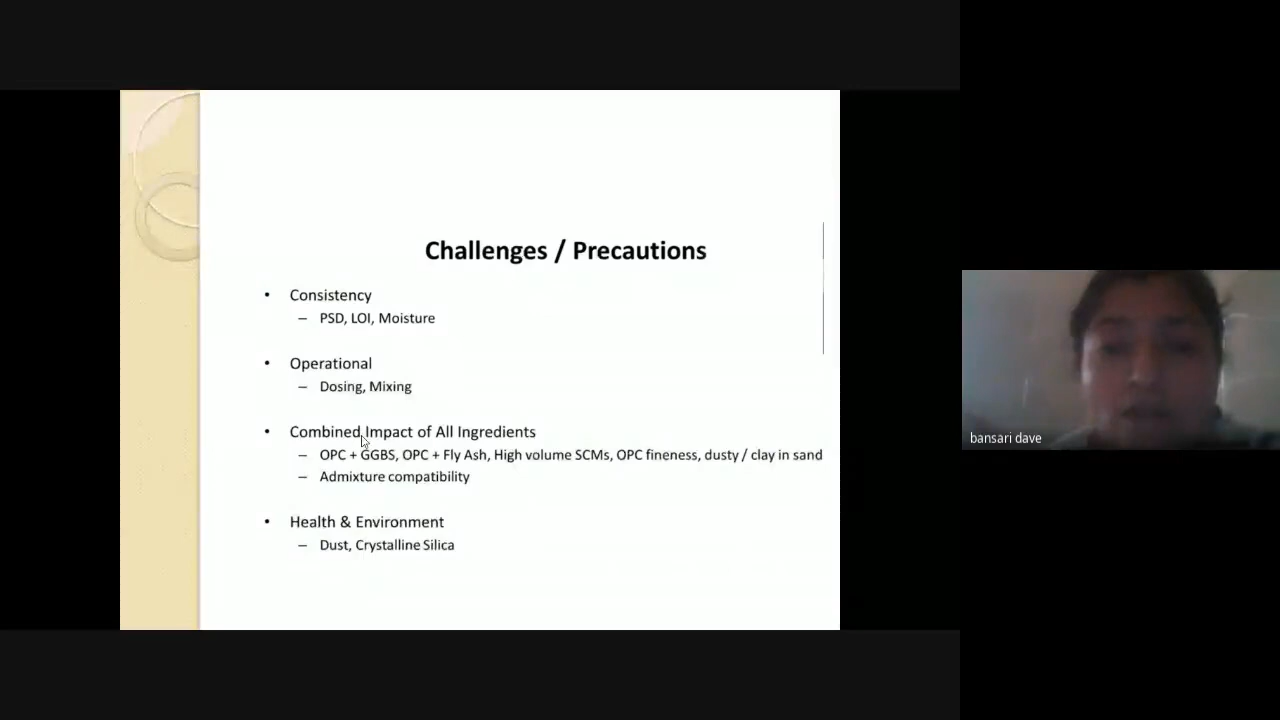 Challenges / Precautions
• Consistency
– PSD, LOI, Moisture
• Operational
– Dosing, Mixing
• Combined Impact of All Ingredients
– OPC + GGBS, OPC + Fly Ash, High volume SCMs, OPC fineness, dusty / clay in sand
– Admixture compatibility
• Health & Environment
– Dust, Crystalline Silica
bansari dave